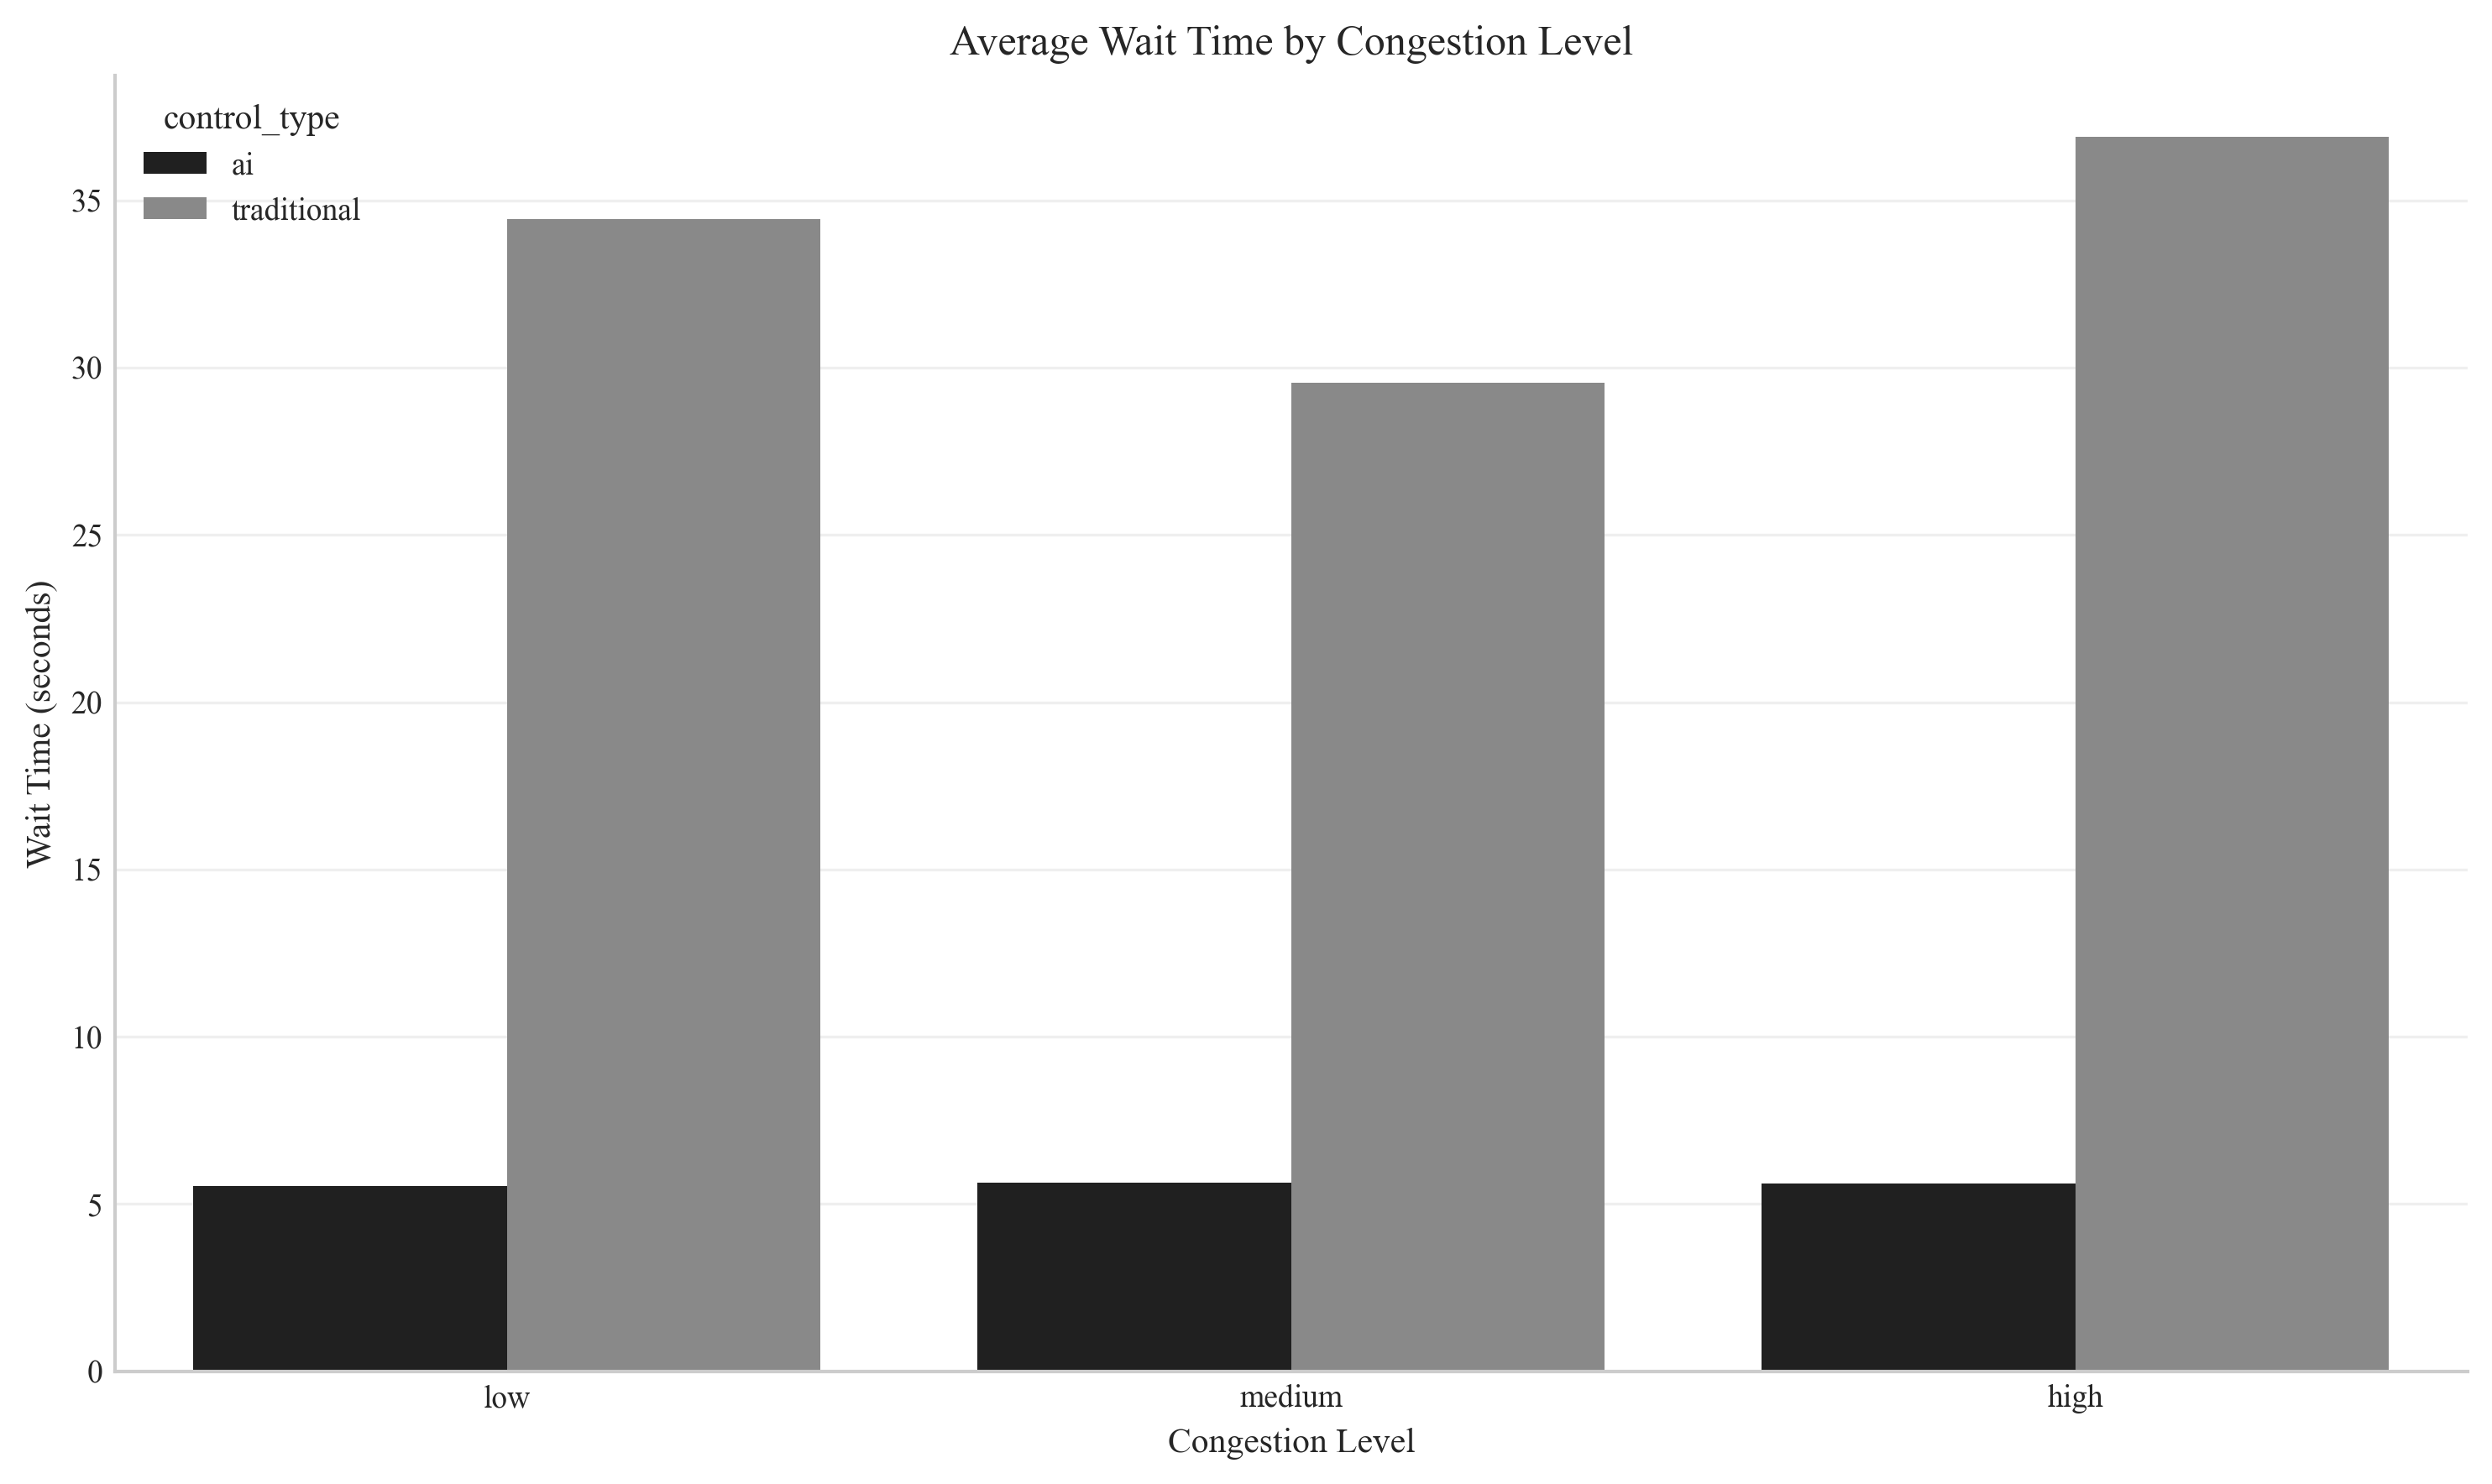 Average Wait Time by Congestion Level
control_type
ai
traditional
35
30
25
20
15
10
5
0
Wait Time (seconds)
low
medium
high
Congestion Level